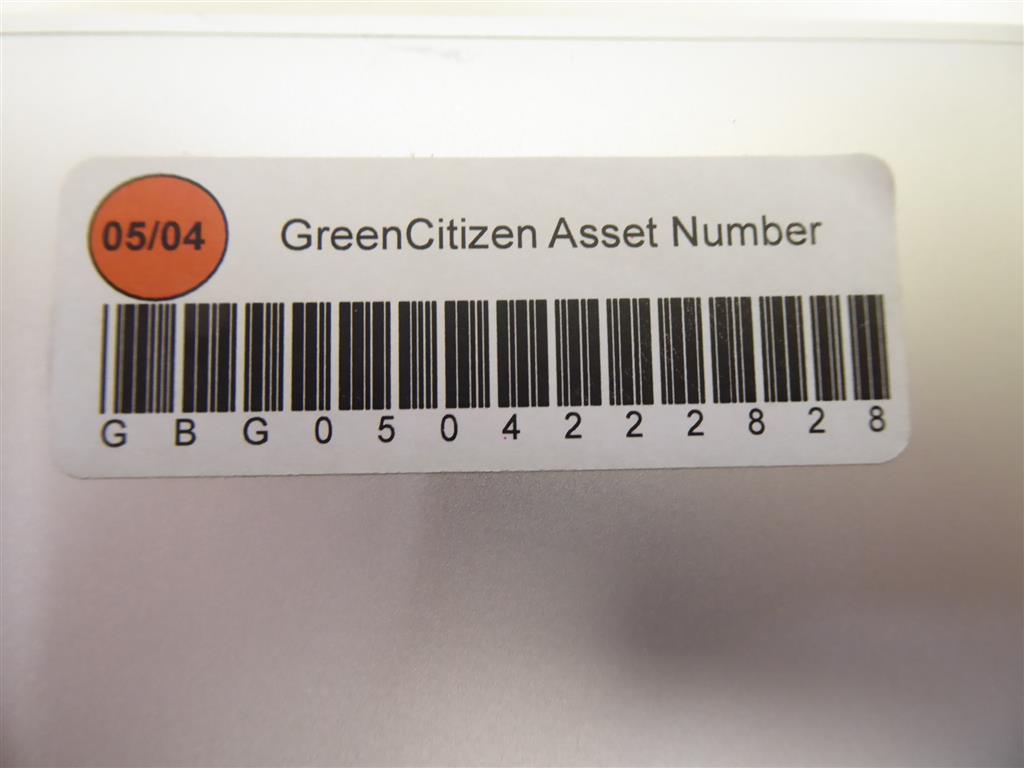 05/04 GreenCitizen Asset Number
G B G 0 5 0 4 2 2 2 8 2 8